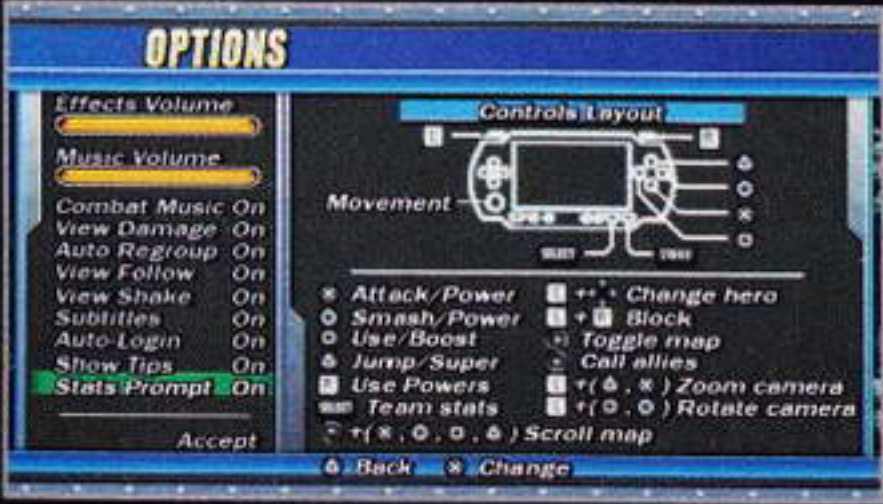 OPTIONS
Effects Volume
Music Volume
Combat Music On
View Damage On
Auto Regroup On
View Follow On
View Shake On
Subtitles On
Auto-Login On
Show Tips On
Stats Prompt On
Accept
Controls Layout
L R
Movement
SELECT START
Attack/Power
Smash/Power
Use/Boost
Jump/Super
R Use Powers
SELECT Team stats
L + Change hero
L + R Block
Toggle map
Call allies
L +( , ) Zoom camera
L +( , ) Rotate camera
+( , , , ) Scroll map
Back Change